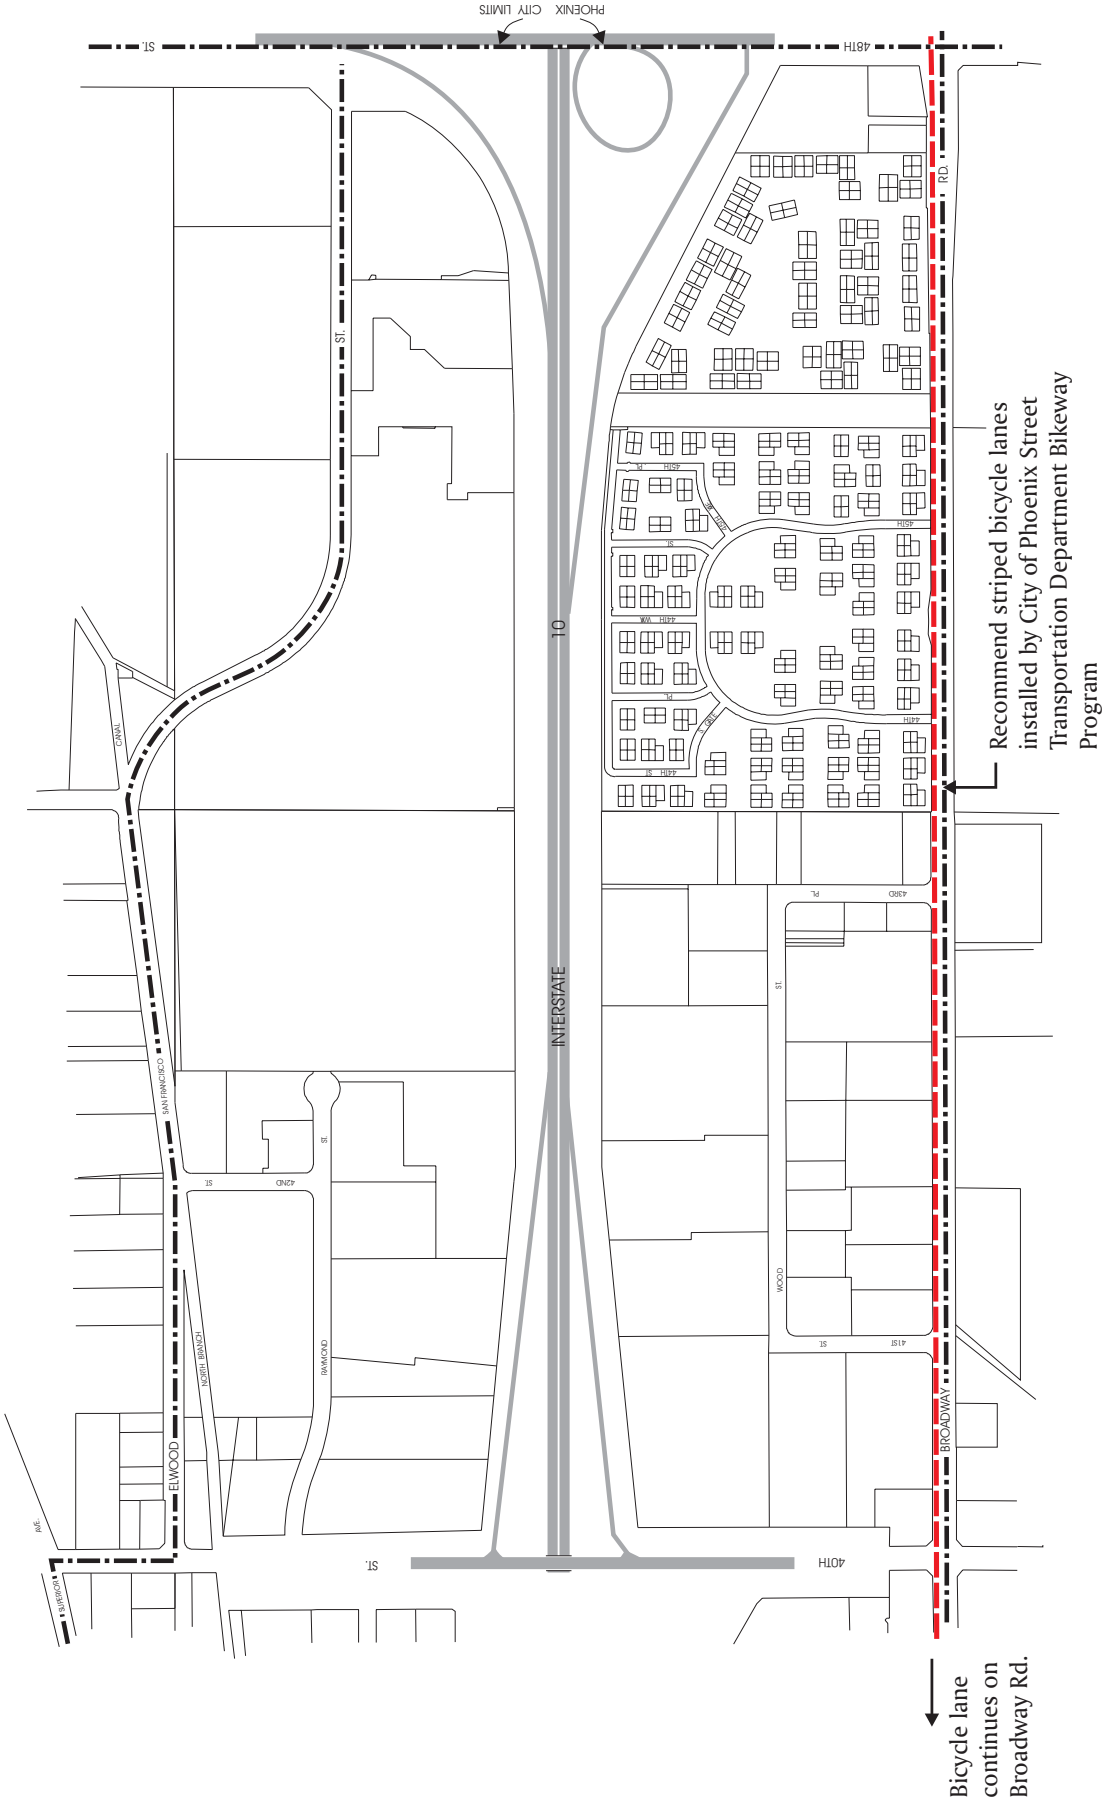 PHOENIX CITY LIMITS
ST.
48TH
RD.
ST.
45TH PL.
45TH
ST.
45TH
44TH WK.
PL.
44TH ST
44TH
10
CANAL
Recommend striped bicycle lanes
installed by City of Phoenix Street
Transportation Department Bikeway
Program
PL.
43RD
INTERSTATE
ST.
SAN FRANCISCO
ST.
ST.
42ND
WOOD
NORTH BRANCH
RAYMOND
ST.
41ST
BROADWAY
ELWOOD
AVE.
ST.
40TH
SUPERIOR
Bicycle lane
continues on
Broadway Rd.